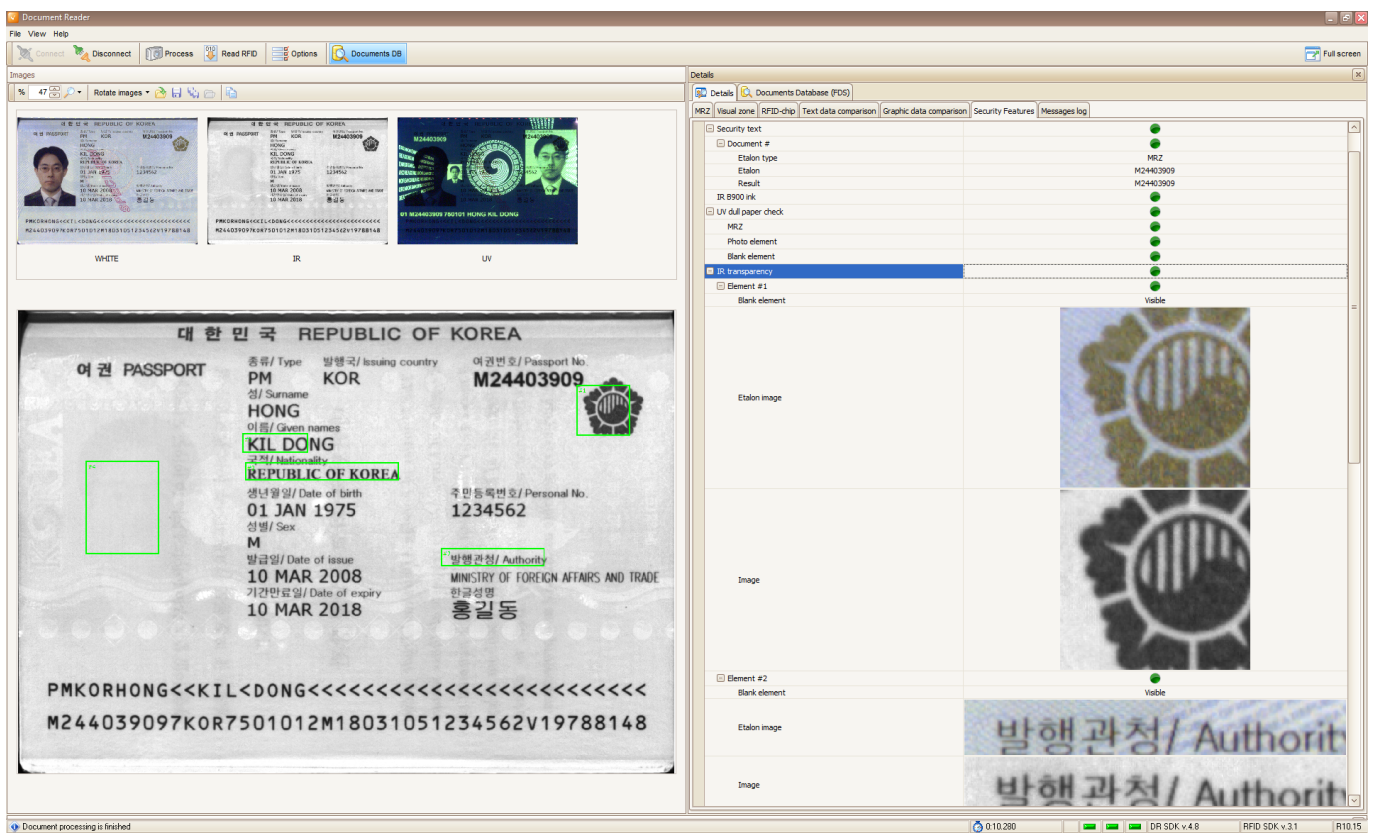 Document Reader
File View Help
Connect Disconnect Process Read RFID Options Documents DB Full screen
Images
% 47 Rotate images
WHITE IR UV
대 한 민 국 REPUBLIC OF KOREA
여 권 PASSPORT
종류/ Type 발행국/ Issuing country 여권번호/ Passport No.
PM KOR M24403909
성/ Surname
HONG
이름/ Given names
KIL DONG
국적/ Nationality
REPUBLIC OF KOREA
생년월일/ Date of birth 주민등록번호/ Personal No.
01 JAN 1975 1234562
성별/ Sex
M
발급일/ Date of issue 발행관청/ Authority
10 MAR 2008 MINISTRY OF FOREIGN AFFAIRS AND TRADE
기간만료일/ Date of expiry 한글성명
10 MAR 2018 홍길동
PMKORHONG<<KIL<DONG<<<<<<<<<<<<<<<<<<<<<<<<<
M244039097KOR7501012M18031051234562V19788148
Details
Details Documents Database (FDS)
MRZ Visual zone RFID-chip Text data comparison Graphic data comparison Security Features Messages log
Security text
Document #
Etalon type MRZ
Etalon M24403909
Result M24403909
IR B900 ink
UV dull paper check
MRZ
Photo element
Blank element
IR transparency
Element #1
Blank element Visible
Etalon image
Image
Element #2
Blank element Visible
Etalon image 발행관청/ Authorit
Image 발행관청/ Authorit
Document processing is finished 0:10.280 DR SDK v.4.8 RFID SDK v.3.1 R10.15